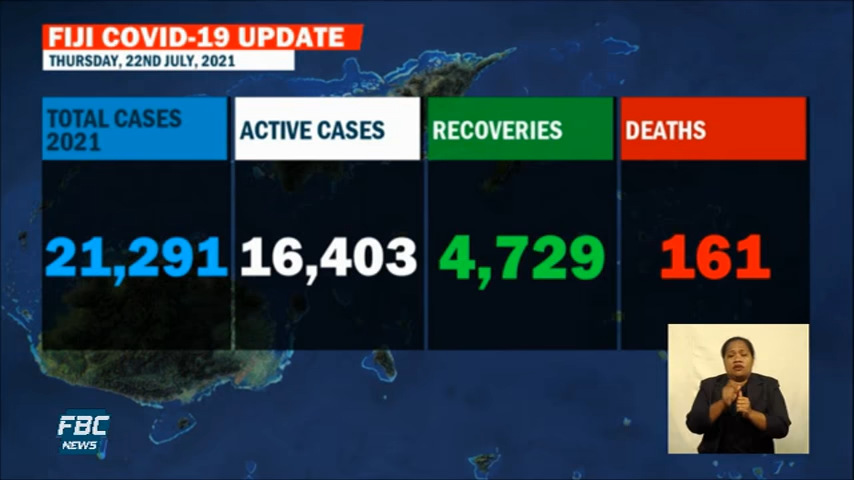 FIJI COVID-19 UPDATE
THURSDAY, 22ND JULY, 2021
TOTAL CASES
2021
ACTIVE CASES
RECOVERIES
DEATHS
21,291
16,403
4,729
161
FBC
NEWS